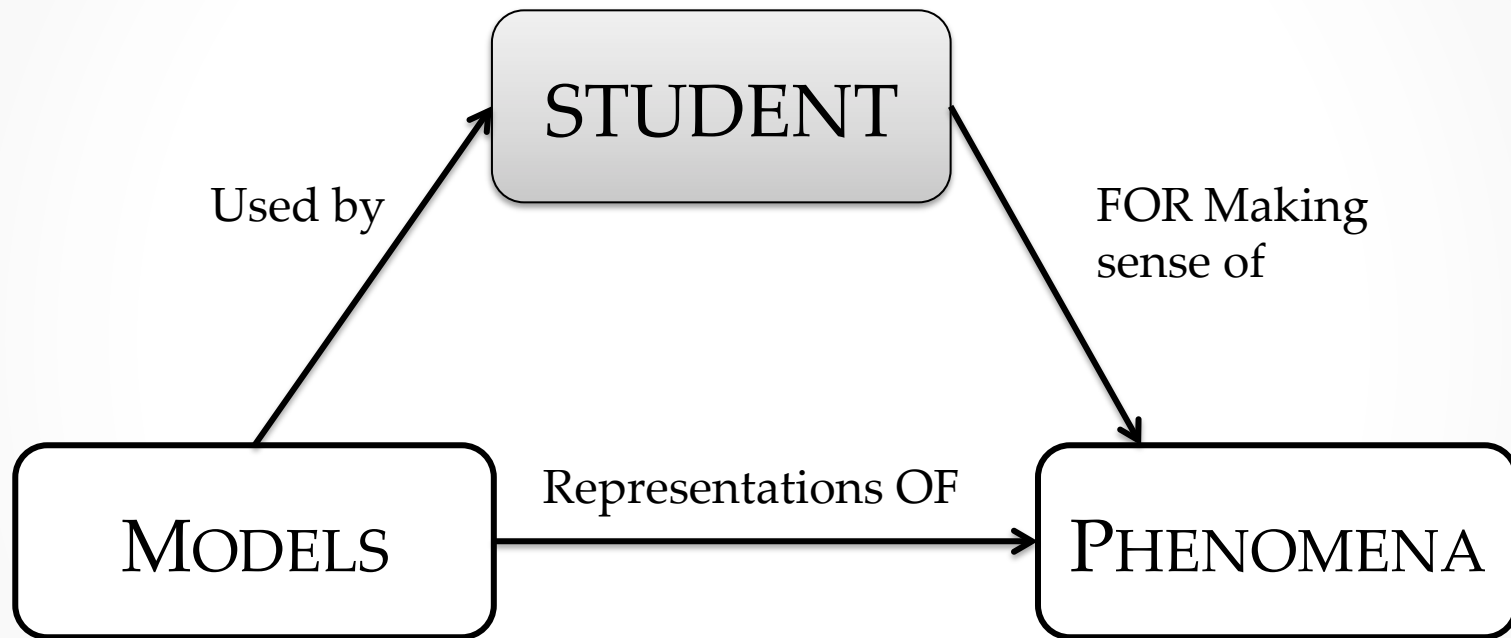 STUDENT
Used by
FOR Making
sense of
Representations OF
MODELS
PHENOMENA